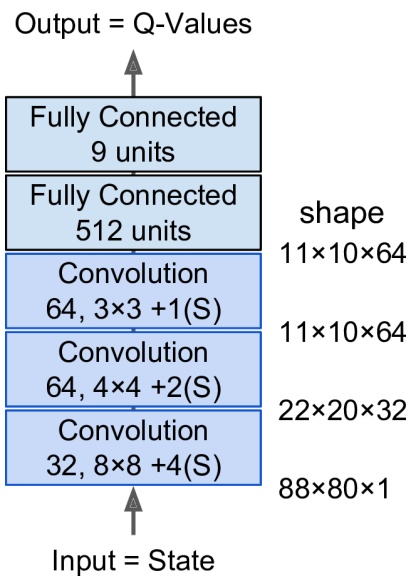 Output = Q-Values
Fully Connected
9 units
Fully Connected
512 units
shape
11×10×64
Convolution
64, 3×3 +1(S)
11×10×64
Convolution
64, 4×4 +2(S)
22×20×32
Convolution
32, 8×8 +4(S)
88×80×1
Input = State